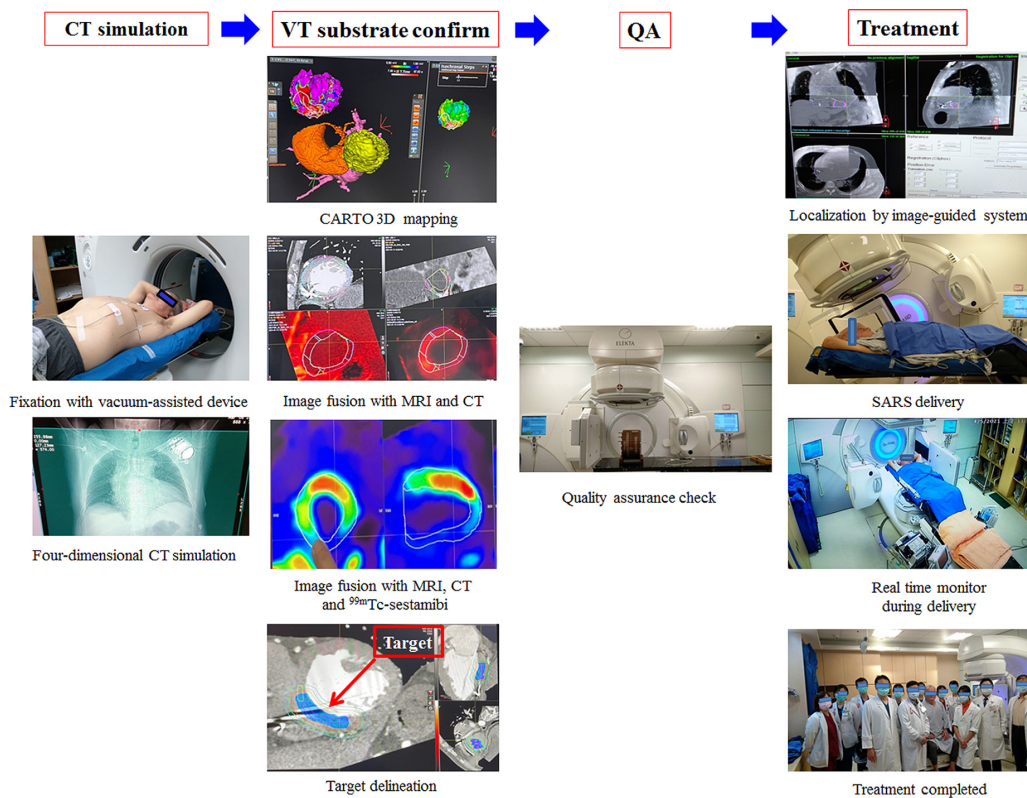 CT simulation
VT substrate confirm
QA
Treatment
CARTO 3D mapping
Localization by image-guided system
Fixation with vacuum-assisted device
Image fusion with MRI and CT
ELEKTA
SARS delivery
Quality assurance check
Four-dimensional CT simulation
Image fusion with MRI, CT
and ⁹⁹ᵐTc-sestamibi
Real time monitor
during delivery
Target
Target delineation
Treatment completed